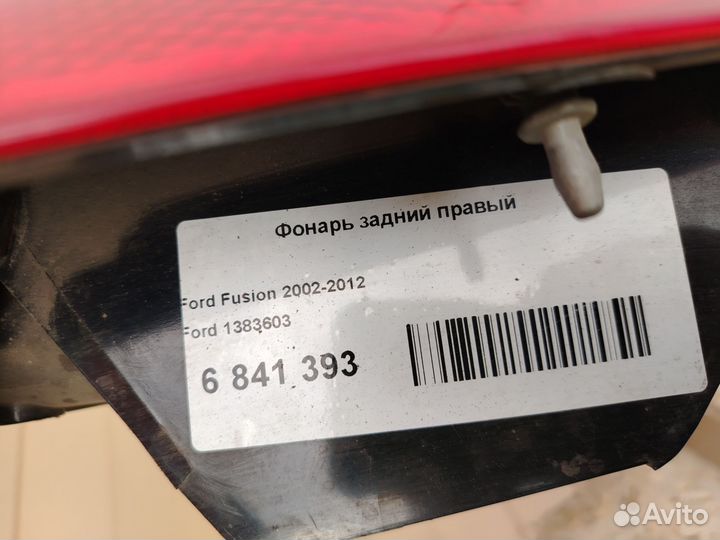 Фонарь задний правый
Ford Fusion 2002-2012
Ford 1383603
6 841 393
Avito